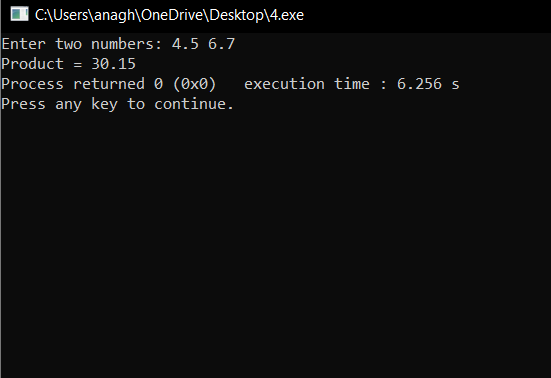 C:\Users\anagh\OneDrive\Desktop\4.exe
Enter two numbers: 4.5 6.7
Product = 30.15
Process returned 0 (0x0)   execution time : 6.256 s
Press any key to continue.